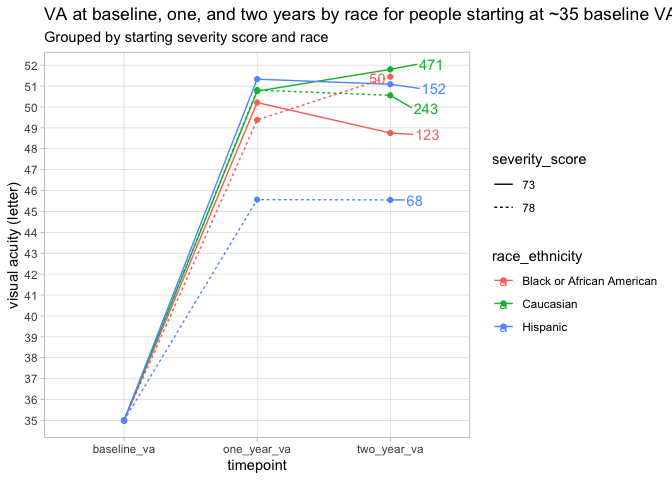 VA at baseline, one, and two years by race for people starting at ~35 baseline VA
Grouped by starting severity score and race
visual acuity (letter)
52
51
50
49
48
47
46
45
44
43
42
41
40
39
38
37
36
35
471
50
152
243
123
68
baseline_va
one_year_va
two_year_va
timepoint
severity_score
73
78
race_ethnicity
a Black or African American
a Caucasian
a Hispanic